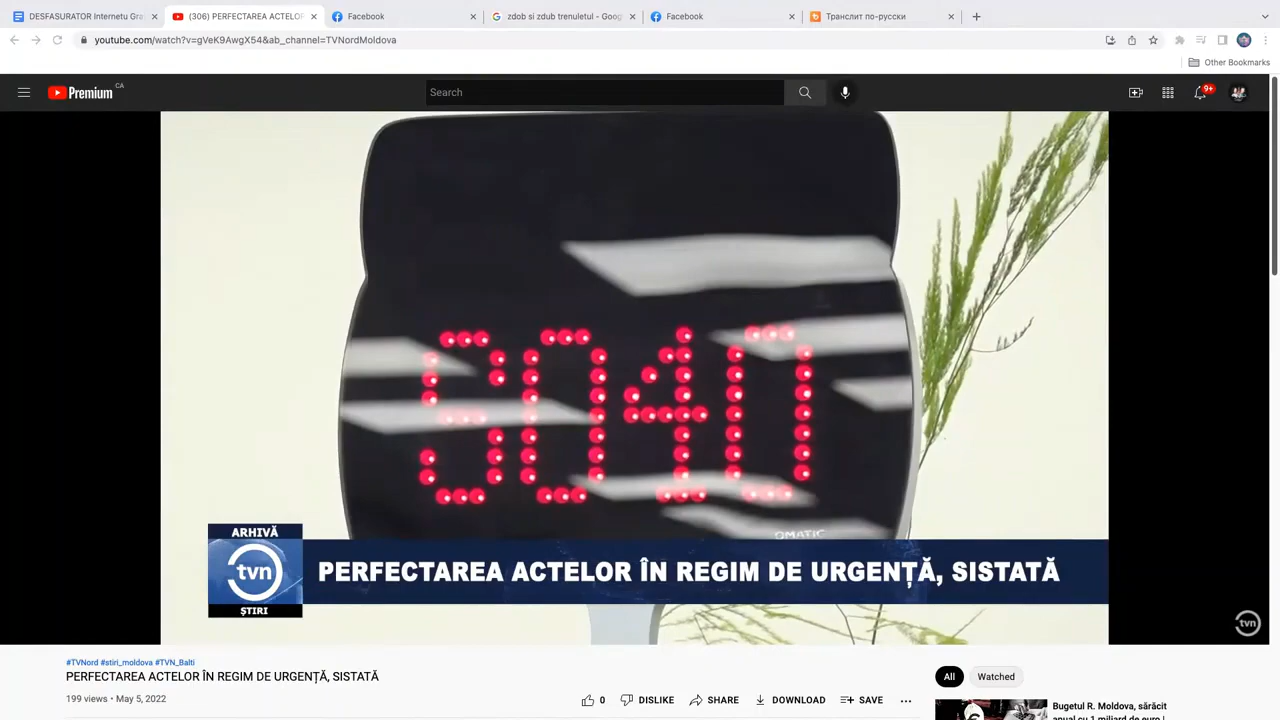 DESFASURATOR Internetu Gra
(306) PERFECTAREA ACTELOR
Facebook
zdob si zdub trenuletul - Goog
Facebook
Транслит по-русски
youtube.com/watch?v=gVeK9AwgX54&ab_channel=TVNordMoldova
Other Bookmarks
Premium CA
Search
9+
3040
OMATIC
ARHIVĂ
tvn
ȘTIRI
PERFECTAREA ACTELOR ÎN REGIM DE URGENȚĂ, SISTATĂ
tvn
#TVNord #stiri_moldova #TVN_Balti
PERFECTAREA ACTELOR ÎN REGIM DE URGENȚĂ, SISTATĂ
199 views • May 5, 2022
0
DISLIKE
SHARE
DOWNLOAD
SAVE
All
Watched
Bugetul R. Moldova, sărăcit
anual cu 1 miliard de euro |